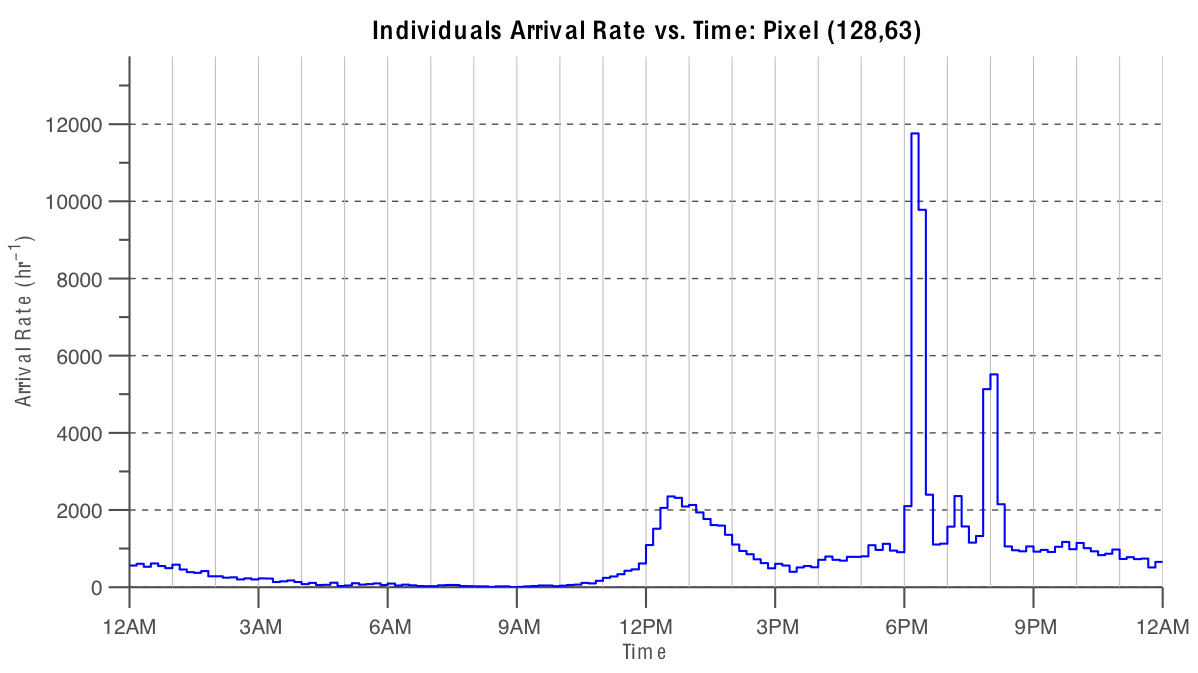 Individuals Arrival Rate vs. Time: Pixel (128,63)
12000
10000
8000
6000
4000
2000
0
Arrival Rate (hr⁻¹)
12AM 3AM 6AM 9AM 12PM 3PM 6PM 9PM 12AM
Time